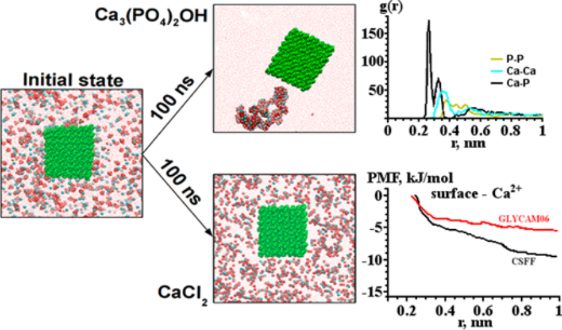 Ca3(PO4)2OH
Initial state
100 ns
100 ns
CaCl2
g(r)
150
100
50
P-P
Ca-Ca
Ca-P
0 0.2 0.4 0.6 0.8 1
r, nm
PMF, kJ/mol
surface - Ca2+
0
-5
-10
-15
GLYCAM06
CSFF
0.2 0.4 0.6 0.8 1
r, nm